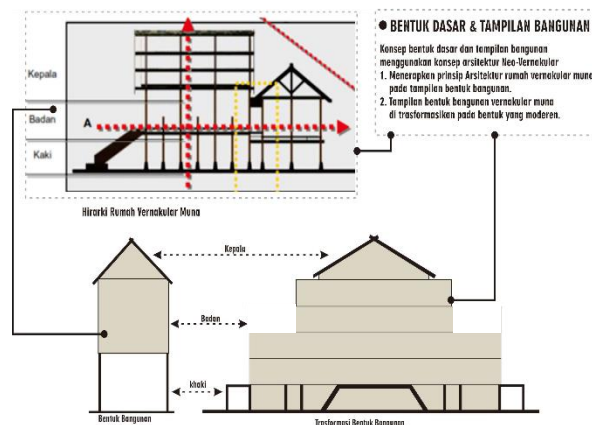 ● BENTUK DASAR & TAMPILAN BANGUNAN
Konsep bentuk dasar dan tampilan bangunan
menggunakan konsep arsitektur Neo-Vernakular
1. Menerapkan prinsip Arsitektur rumah vernakular muna
pada tampilan bentuk bangunan.
2. Tampilan bentuk bangunan vernakular muna
di trasformasikan pada bentuk yang moderen.
Kepala
Badan
A
Kaki
Hirarki Rumah Vernakular Muna
Kepala
Badan
khaki
Bentuk Bangunan
Trasformasi Bentuk Bangunan